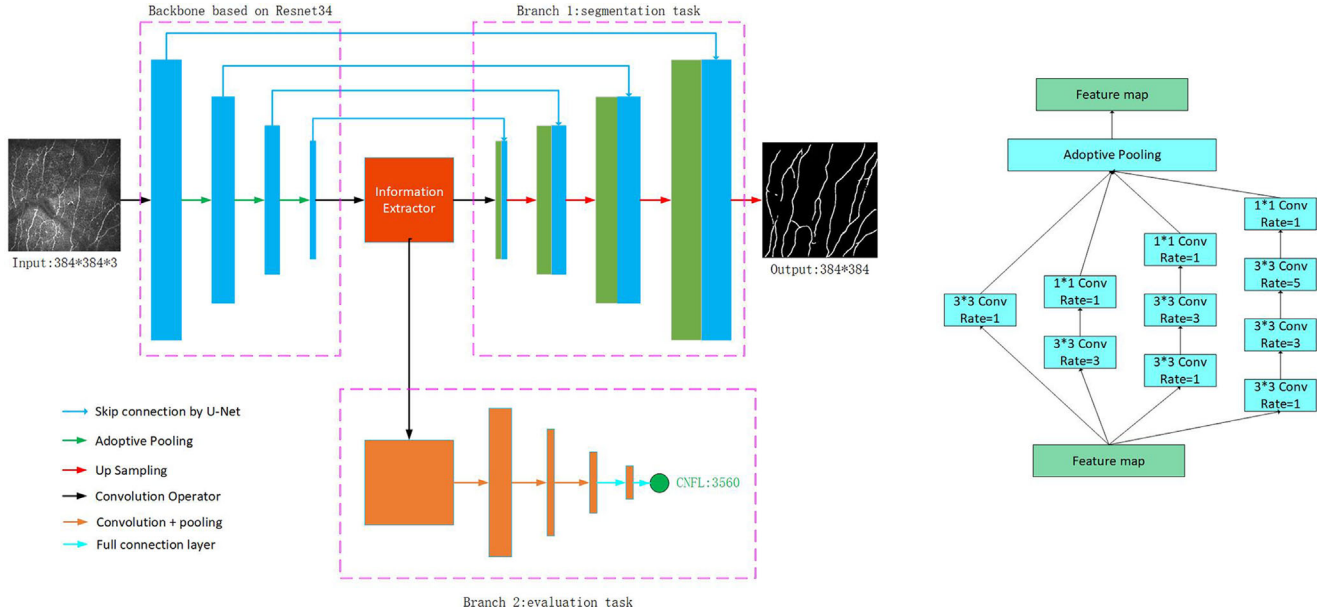 Backbone based on Resnet34
Branch 1:segmentation task
Input:384*384*3
Information
Extractor
Output:384*384
Skip connection by U-Net
Adoptive Pooling
Up Sampling
Convolution Operator
Convolution + pooling
Full connection layer
CNFL:3560
Branch 2:evaluation task
Feature map
Adoptive Pooling
3*3 Conv
Rate=1
1*1 Conv
Rate=1
3*3 Conv
Rate=3
1*1 Conv
Rate=1
3*3 Conv
Rate=3
3*3 Conv
Rate=1
1*1 Conv
Rate=1
3*3 Conv
Rate=5
3*3 Conv
Rate=3
3*3 Conv
Rate=1
Feature map